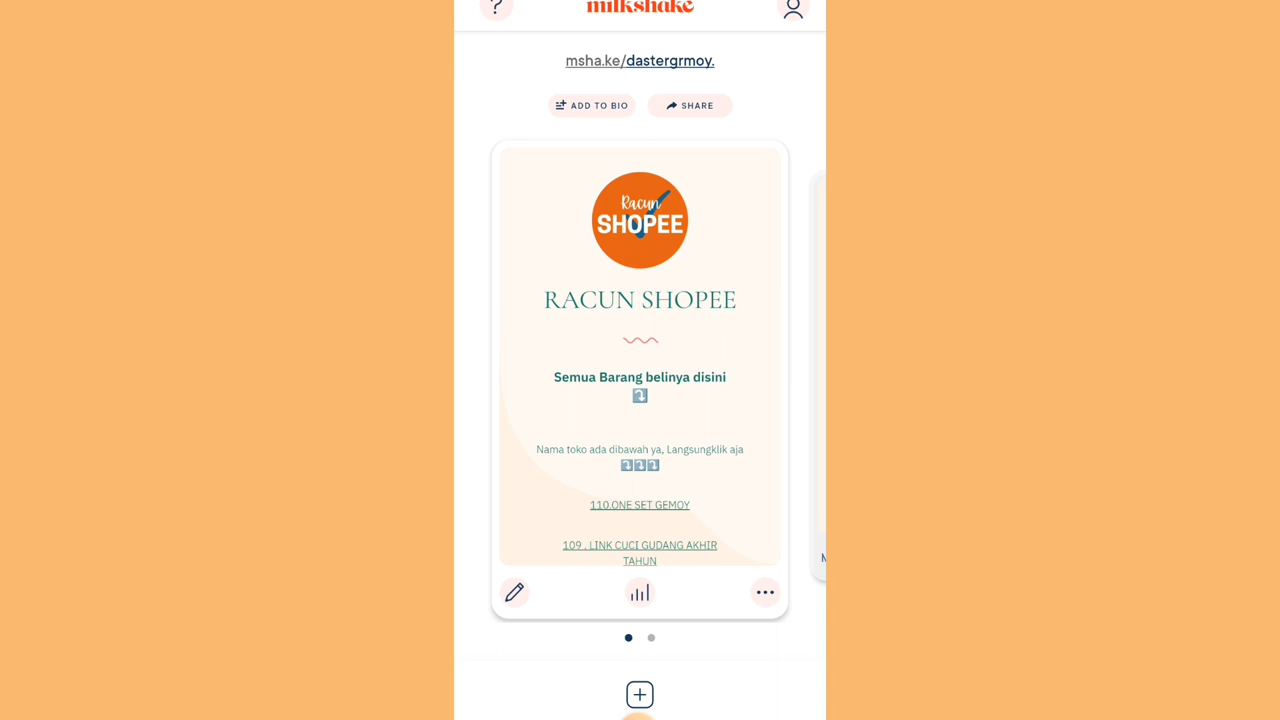 ?
milkshake
msha.ke/dastergrmoy.
ADD TO BIO
SHARE
Racun
SHOPEE
RACUN SHOPEE
Semua Barang belinya disini
Nama toko ada dibawah ya, Langsungklik aja
110.ONE SET GEMOY
109 . LINK CUCI GUDANG AKHIR
TAHUN